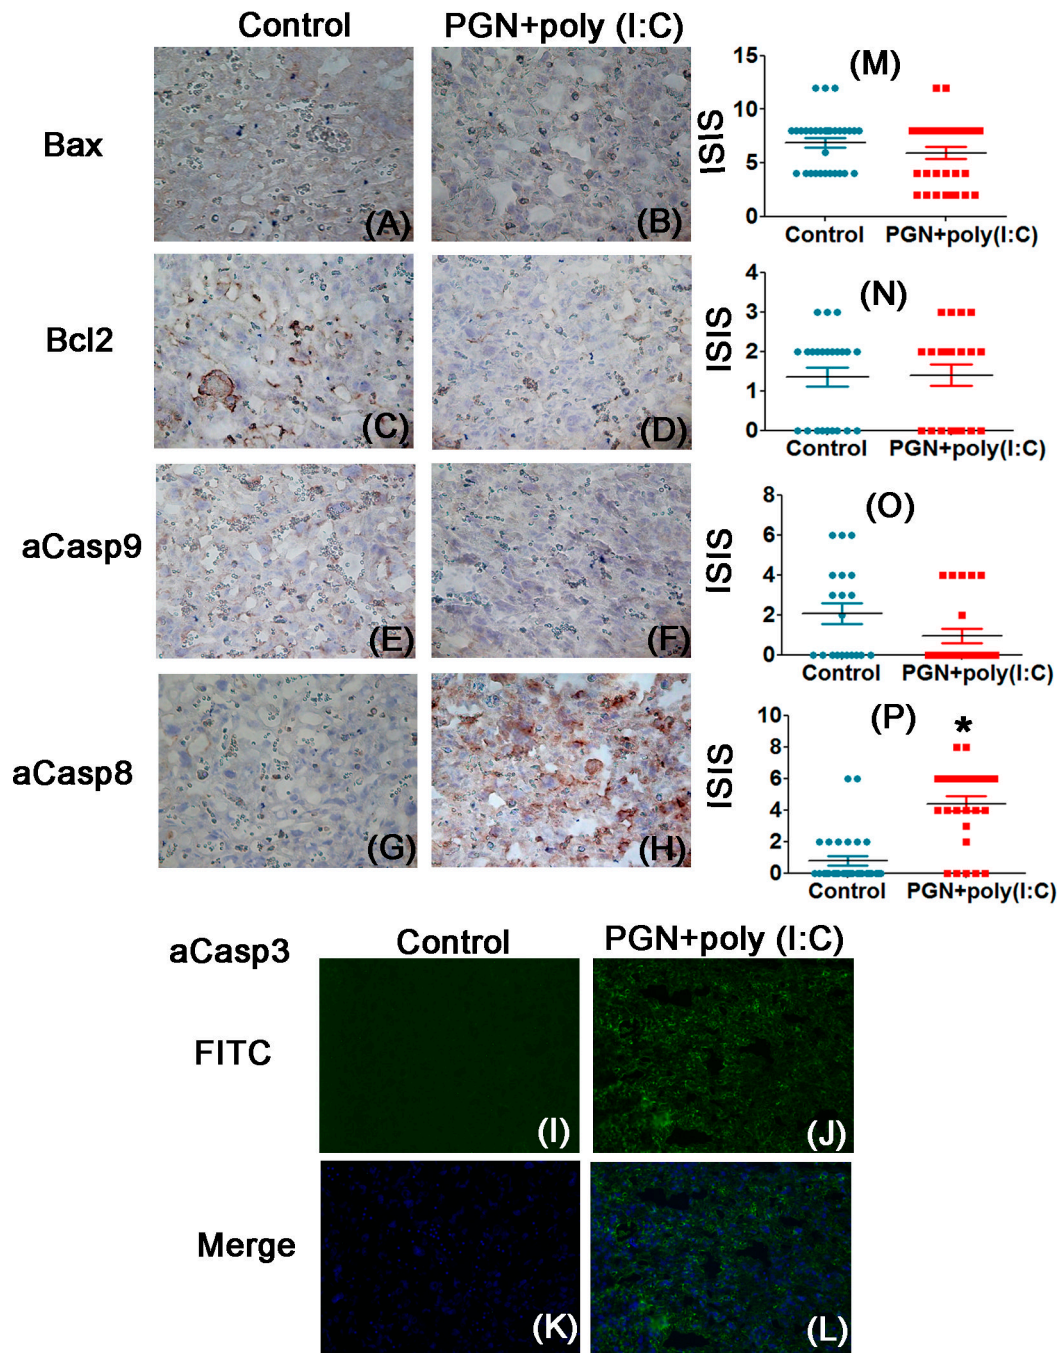 Control PGN+poly (I:C)
Bax
(A) (B)
ISIS
15
10
5
0
(M)
Control PGN+poly(I:C)
Bcl2
(C) (D)
ISIS
4
3
2
1
0
(N)
Control PGN+poly(I:C)
aCasp9
(E) (F)
ISIS
8
6
4
2
0
(O)
Control PGN+poly(I:C)
aCasp8
(G) (H)
ISIS
10
8
6
4
2
0
(P)
*
Control PGN+poly(I:C)
aCasp3
Control PGN+poly (I:C)
FITC
(I) (J)
Merge
(K) (L)